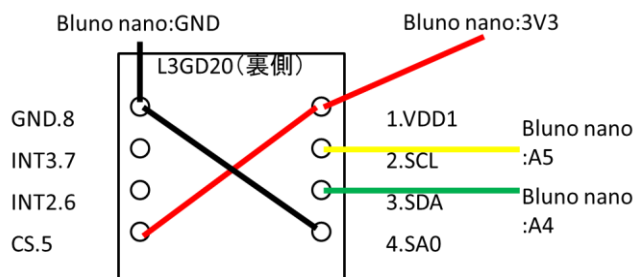 Bluno nano:GND
Bluno nano:3V3
L3GD20(裏側)
GND.8
INT3.7
INT2.6
CS.5
1.VDD1
2.SCL
3.SDA
4.SA0
Bluno nano
:A5
Bluno nano
:A4